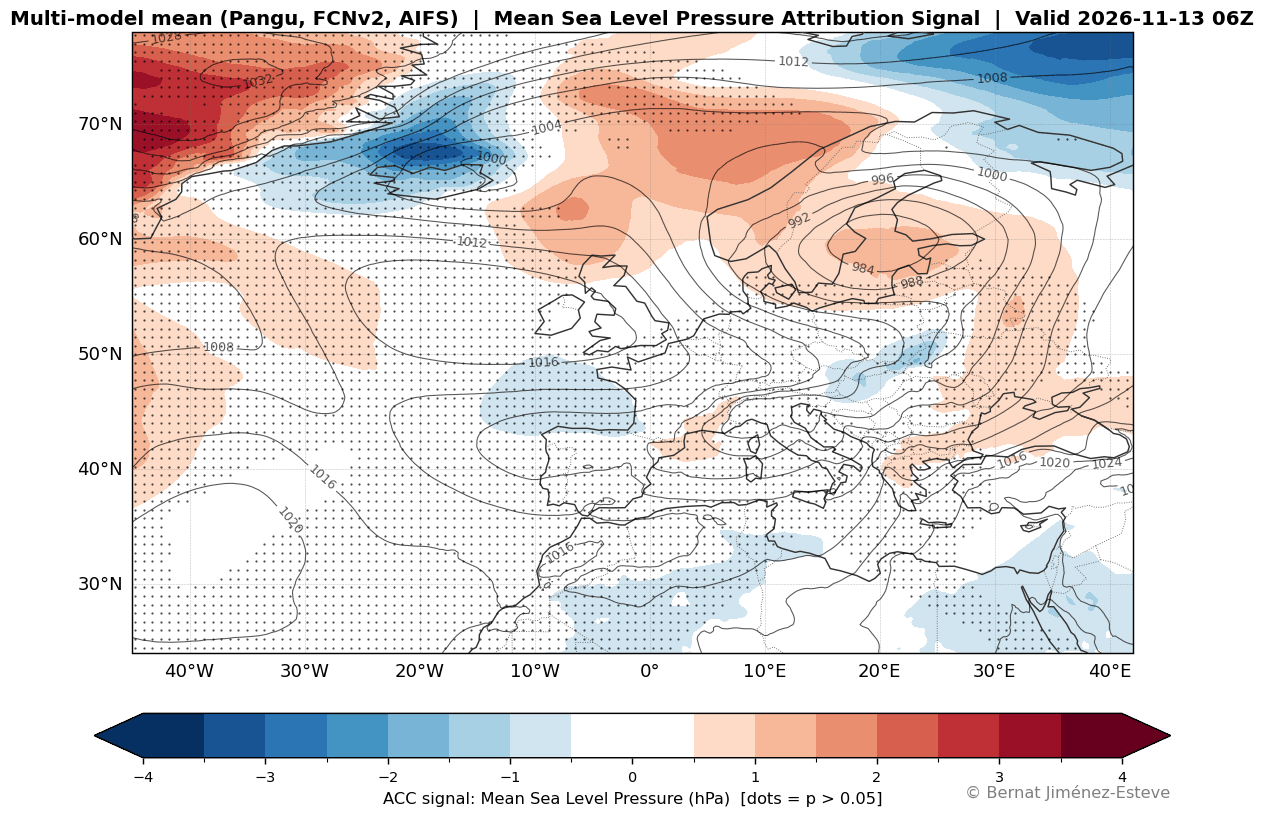 Multi-model mean (Pangu, FCNv2, AIFS)  |  Mean Sea Level Pressure Attribution Signal  |  Valid 2026-11-13 06Z
1028
1012
1032
1008
70°N
1004
1000
996
1000
992
60°N
1012
984
988
50°N
1008
1016
40°N
1016
1016
1020
1024
1020
1016
30°N
40°W
30°W
20°W
10°W
0°
10°E
20°E
30°E
40°E
−4
−3
−2
−1
0
1
2
3
4
ACC signal: Mean Sea Level Pressure (hPa)  [dots = p > 0.05]
© Bernat Jiménez-Esteve